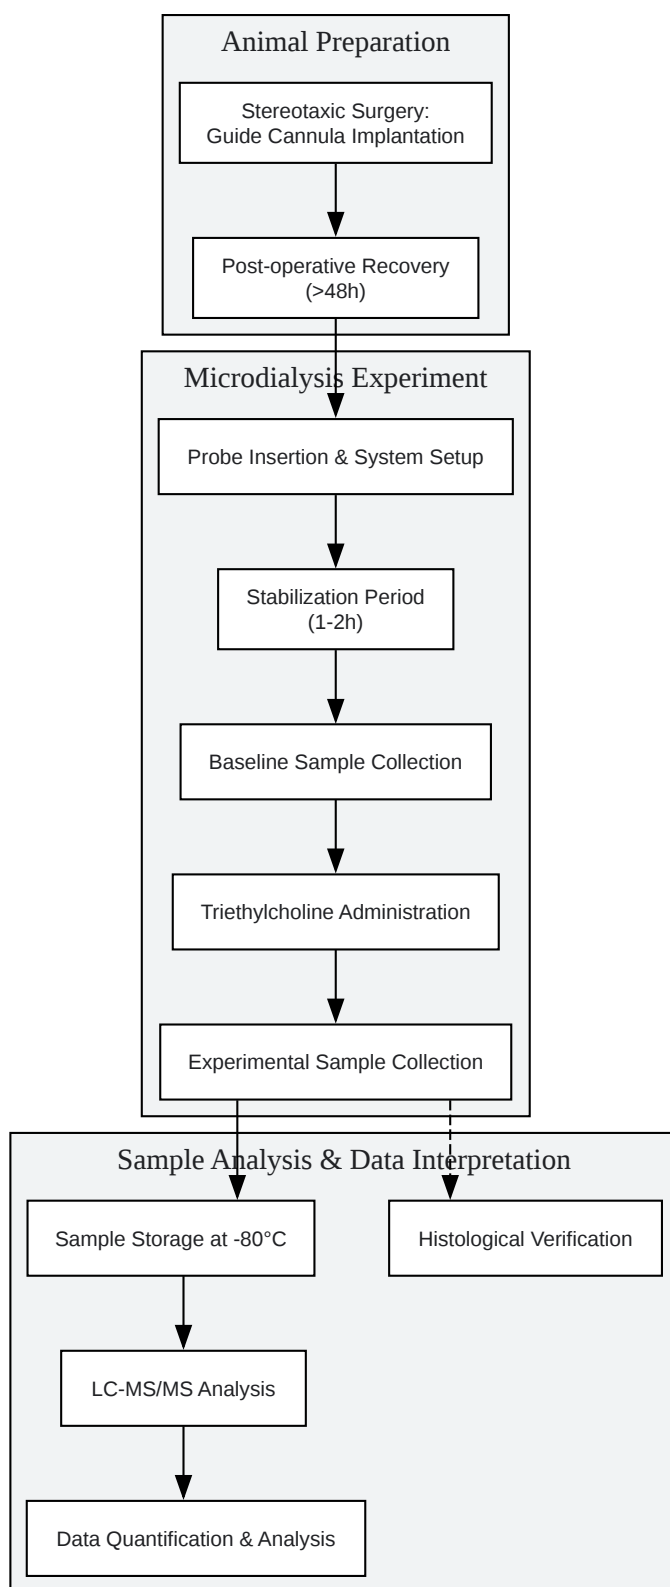 Animal Preparation
Stereotaxic Surgery:
Guide Cannula Implantation
Post-operative Recovery
(>48h)
Microdialysis Experiment
Probe Insertion & System Setup
Stabilization Period
(1-2h)
Baseline Sample Collection
Triethylcholine Administration
Experimental Sample Collection
Sample Analysis & Data Interpretation
Sample Storage at -80°C
Histological Verification
LC-MS/MS Analysis
Data Quantification & Analysis